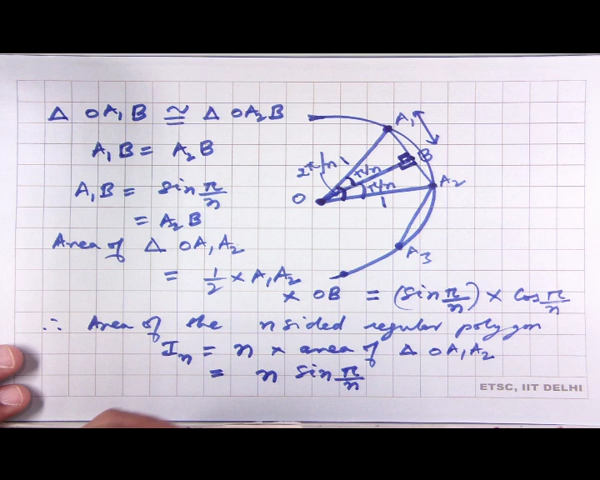 Δ OA₁B ≅ Δ OA₂B
A₁B = A₂B
A₁B = sin π/n
= A₂B
Area of Δ OA₁A₂
= 1/2 × A₁A₂
× OB = (sin π/n) × cos π/n
∴ Area of the n sided regular polygon
Iₙ = n × area of Δ OA₁A₂
= n sin π/n
A₁
B
A₂
A₃
O
2π/n
1
π/n
π/n
1
ETSC, IIT DELHI